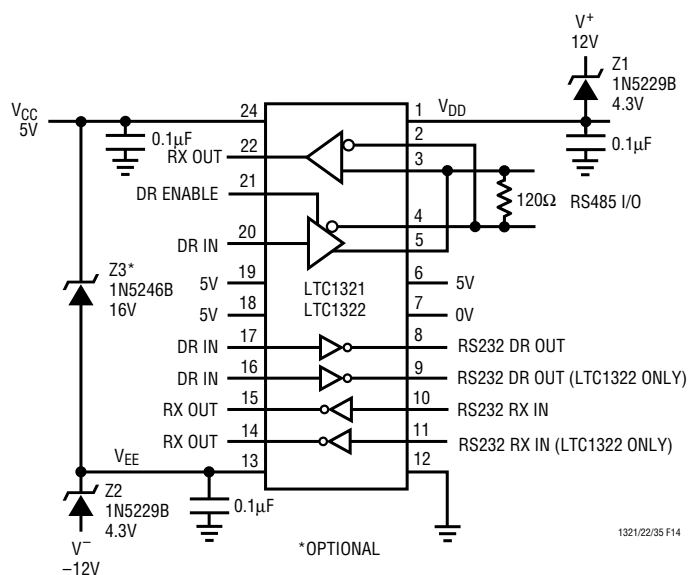 V+
12V
Z1
1N5229B
4.3V
VCC
5V
24
1
VDD
0.1µF
2
0.1µF
RX OUT
22
3
DR ENABLE
21
120Ω
RS485 I/O
4
DR IN
20
5
Z3*
1N5246B
16V
5V
19
LTC1321
LTC1322
6
5V
5V
18
7
0V
DR IN
17
8
RS232 DR OUT
DR IN
16
9
RS232 DR OUT (LTC1322 ONLY)
RX OUT
15
10
RS232 RX IN
RX OUT
14
11
RS232 RX IN (LTC1322 ONLY)
VEE
13
12
Z2
1N5229B
4.3V
0.1µF
V−
−12V
*OPTIONAL
1321/22/35 F14